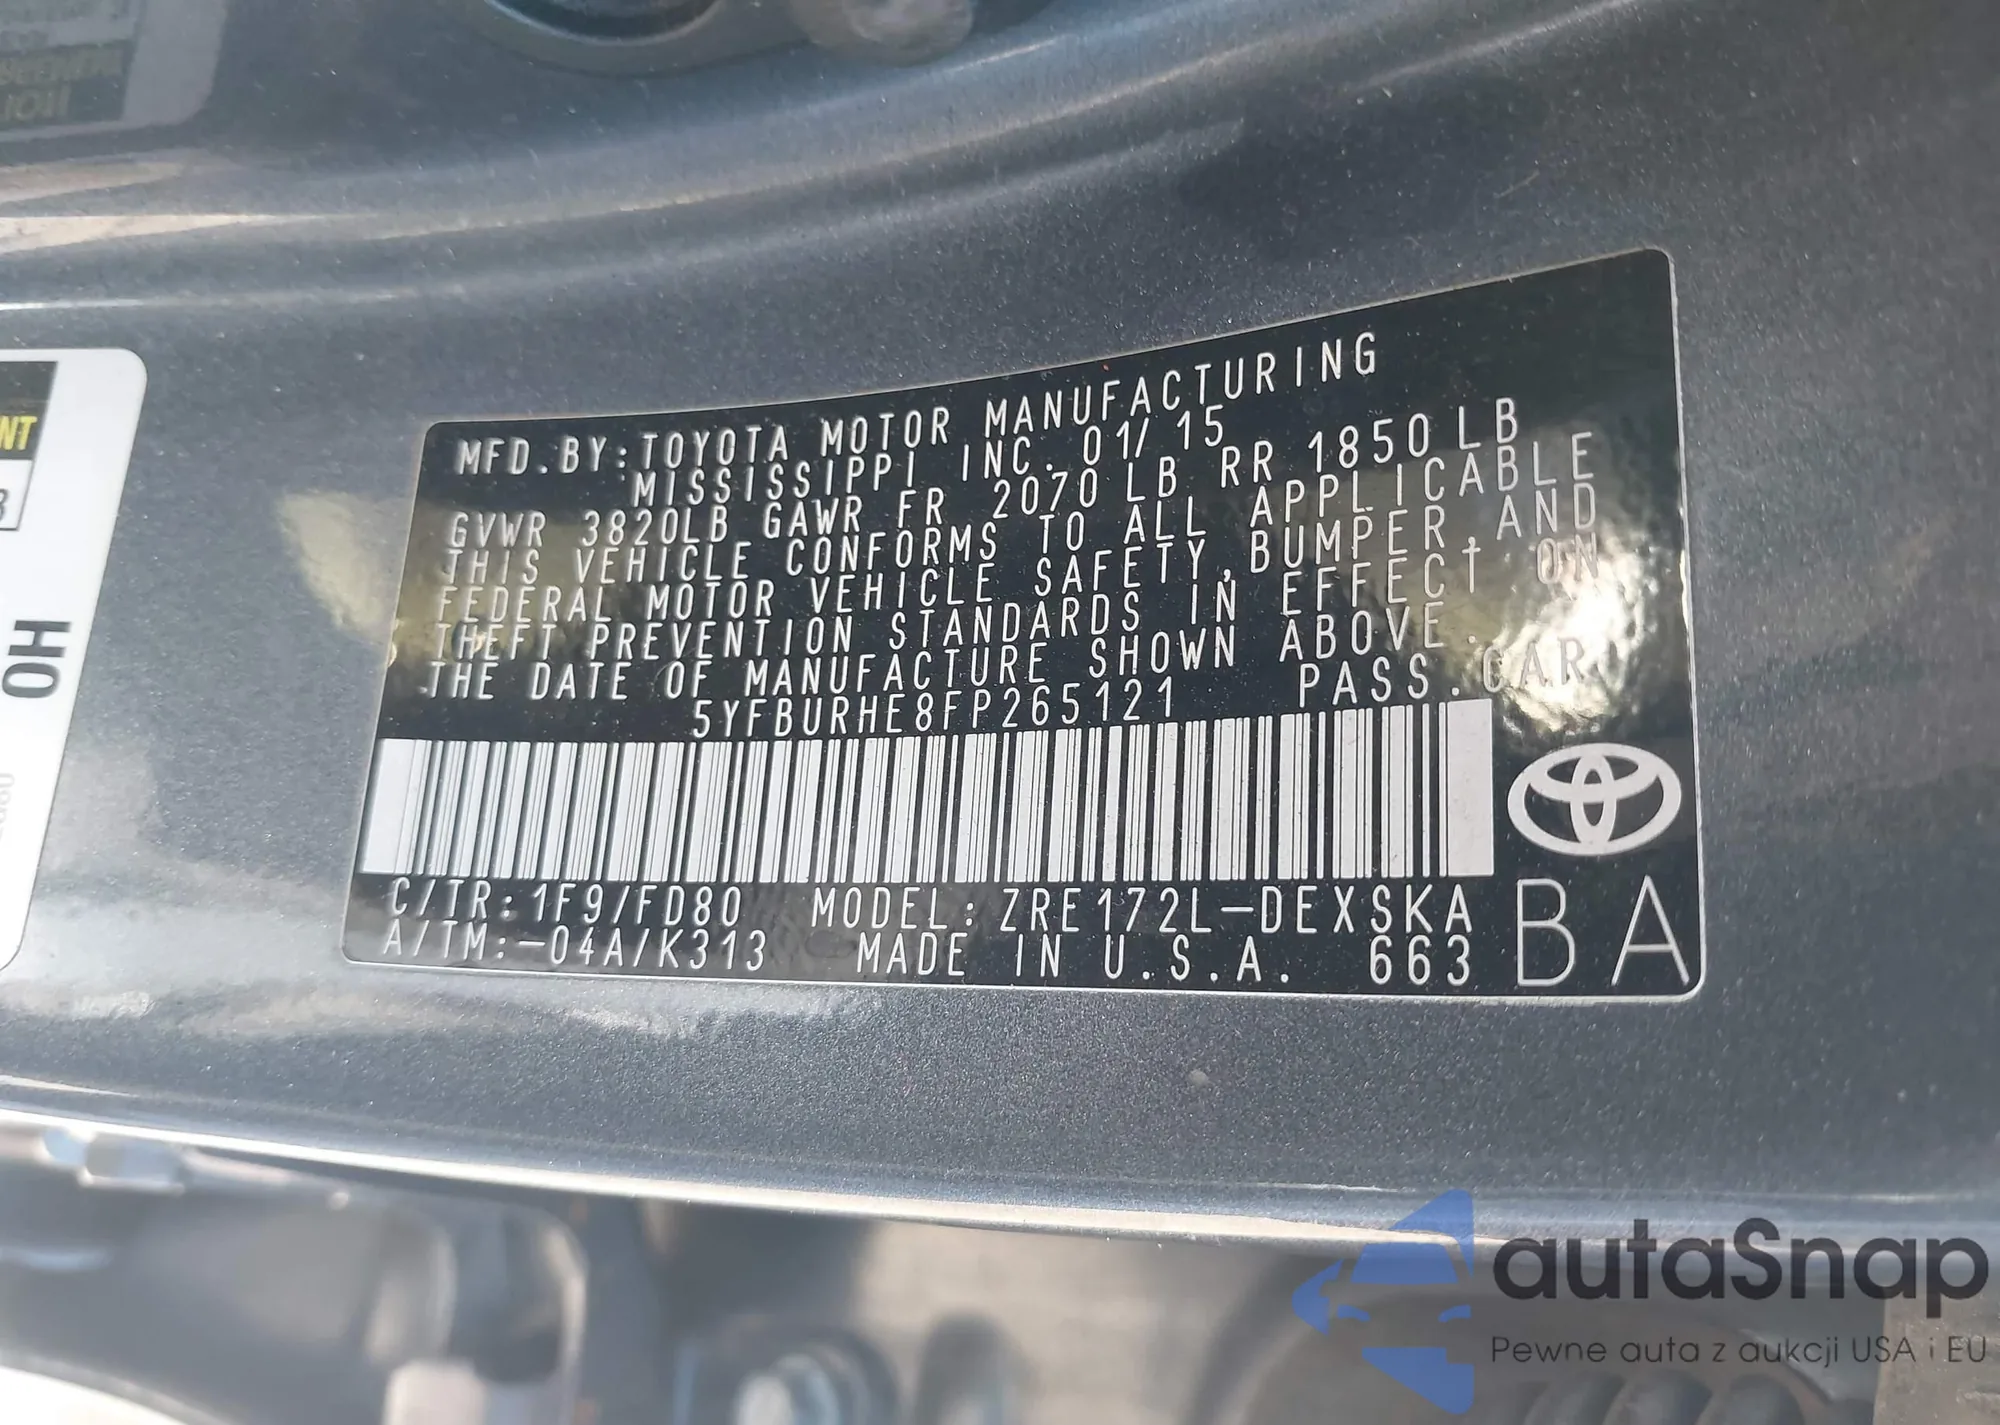 NT
HO
MFD.BY:TOYOTA MOTOR MANUFACTURING
MISSISSIPPI INC. 01/15
GVWR 3820LB GAWR FR 2070LB RR 1850LB
THIS VEHICLE CONFORMS TO ALL APPLICABLE
FEDERAL MOTOR VEHICLE SAFETY,BUMPER,AND
THEFT PREVENTION STANDARDS IN EFFECT ON
THE DATE OF MANUFACTURE SHOWN ABOVE.
5YFBURHE8FP265121 PASS.CAR
C/TR:1F9/FD80 MODEL:ZRE172L-DEXSKA
A/TM:-04A/K313 MADE IN U.S.A. 663
BA
autaSnap
Pewne auta z aukcji USA i EU